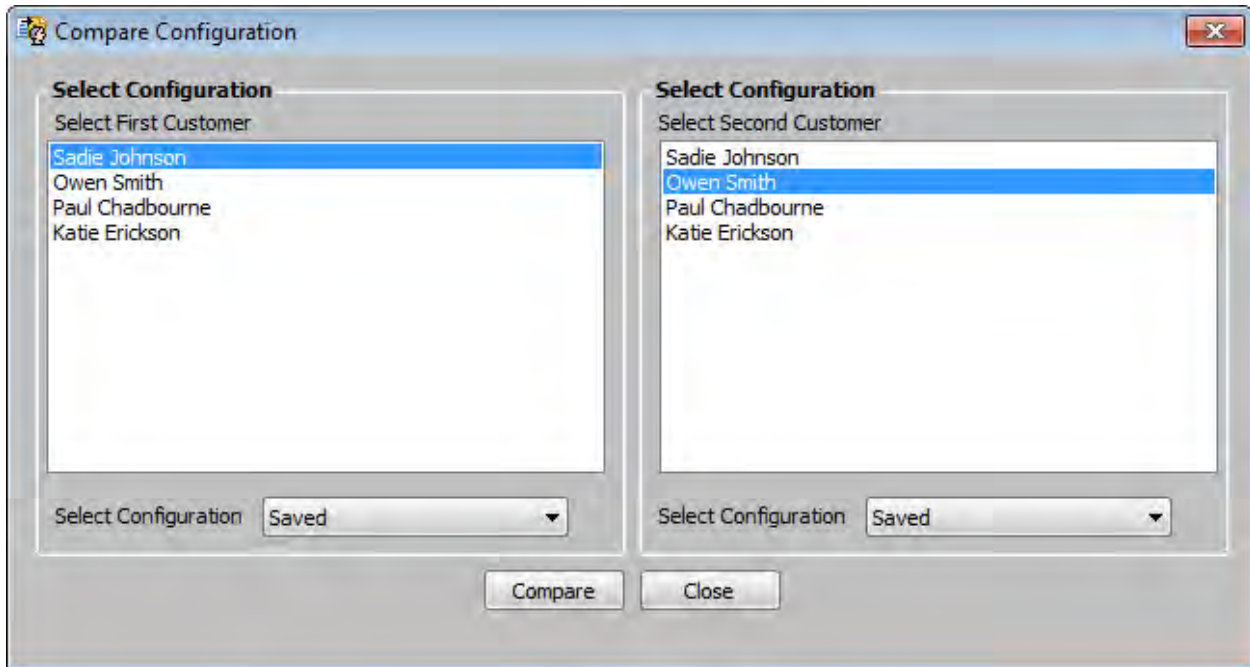 Compare Configuration
Select Configuration
Select First Customer
Sadie Johnson
Owen Smith
Paul Chadbourne
Katie Erickson
Select Configuration Saved
Select Configuration
Select Second Customer
Sadie Johnson
Owen Smith
Paul Chadbourne
Katie Erickson
Select Configuration Saved
Compare Close